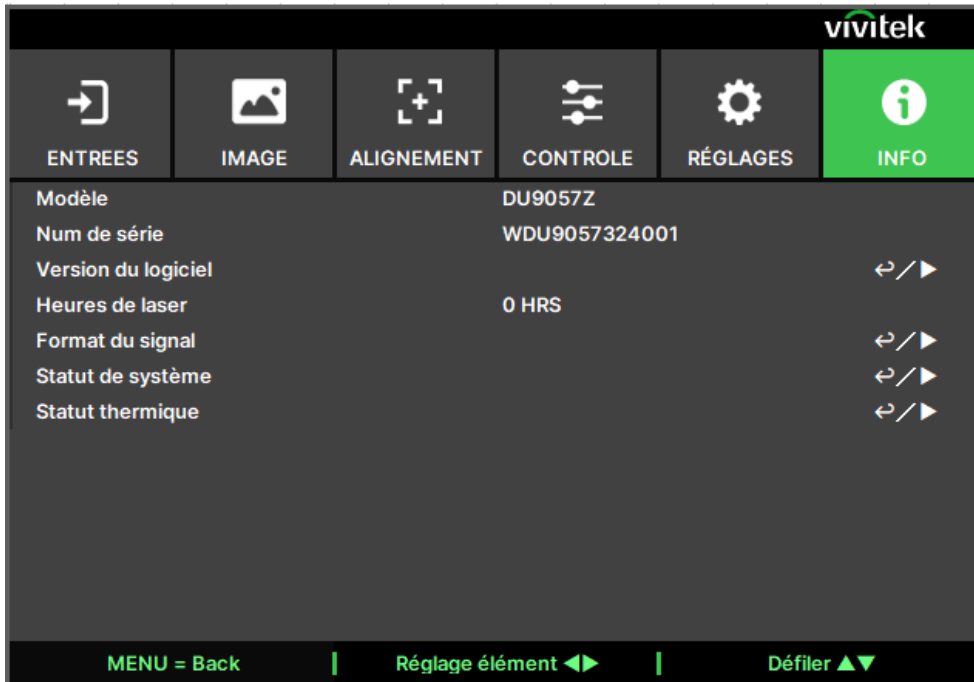 vivitek
ENTREES IMAGE ALIGNEMENT CONTROLE RÉGLAGES INFO
Modèle DU9057Z
Num de série WDU9057324001
Version du logiciel
Heures de laser 0 HRS
Format du signal
Statut de système
Statut thermique
MENU = Back Réglage élément ◀▶ Défiler ▲▼